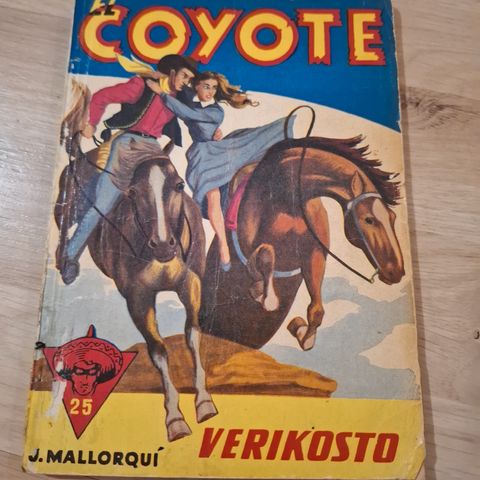 EL
COYOTE
25
J. MALLORQUÍ
VERIKOSTO